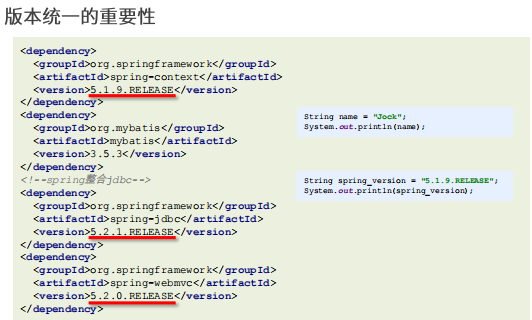 版本统一的重要性
<dependency>
<groupId>org.springframework</groupId>
<artifactId>spring-context</artifactId>
<version>5.1.9.RELEASE</version>
</dependency>
<dependency>
<groupId>org.mybatis</groupId>
<artifactId>mybatis</artifactId>
<version>3.5.3</version>
</dependency>
<!--spring整合jdbc-->
<dependency>
<groupId>org.springframework</groupId>
<artifactId>spring-jdbc</artifactId>
<version>5.2.1.RELEASE</version>
</dependency>
<dependency>
<groupId>org.springframework</groupId>
<artifactId>spring-webmvc</artifactId>
<version>5.2.0.RELEASE</version>
</dependency>
String name = "Jock";
System.out.println(name);
String spring_version = "5.1.9.RELEASE";
System.out.println(spring_version);